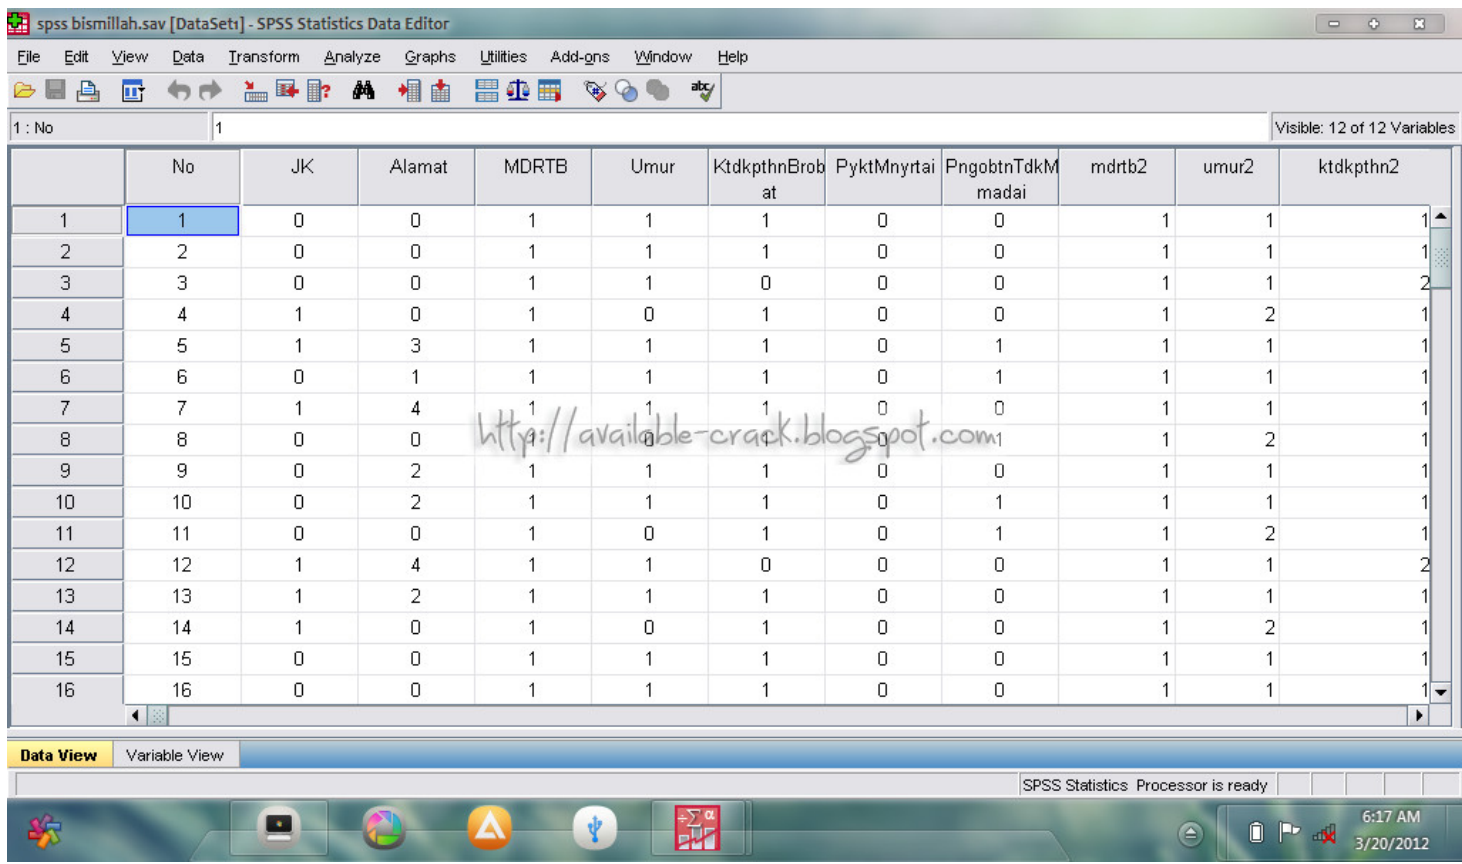 spss bismillah.sav [DataSet1] - SPSS Statistics Data Editor
File Edit View Data Transform Analyze Graphs Utilities Add-ons Window Help
1 : No 1 Visible: 12 of 12 Variables
No JK Alamat MDRTB Umur KtdkpthnBrobat PyktMnyrtai PngobtnTdkMmadai mdrtb2 umur2 ktdkpthn2
1 1 0 0 1 1 1 0 0 1 1 1
2 2 0 0 1 1 1 0 0 1 1 1
3 3 0 0 1 1 0 0 0 1 1 2
4 4 1 0 1 0 1 0 0 1 2 1
5 5 1 3 1 1 1 0 1 1 1 1
6 6 0 1 1 1 1 0 1 1 1 1
7 7 1 4 1 1 1 0 0 1 1 1
http://available-crack.blogspot.com
8 8 0 0 1 0 1 0 1 1 2 1
9 9 0 2 1 1 1 0 0 1 1 1
10 10 0 2 1 1 1 0 1 1 1 1
11 11 0 0 1 0 1 0 1 1 2 1
12 12 1 4 1 1 0 0 0 1 1 2
13 13 1 2 1 1 1 0 0 1 1 1
14 14 1 0 1 0 1 0 0 1 2 1
15 15 0 0 1 1 1 0 0 1 1 1
16 16 0 0 1 1 1 0 0 1 1 1
Data View Variable View
SPSS Statistics Processor is ready
6:17 AM
3/20/2012